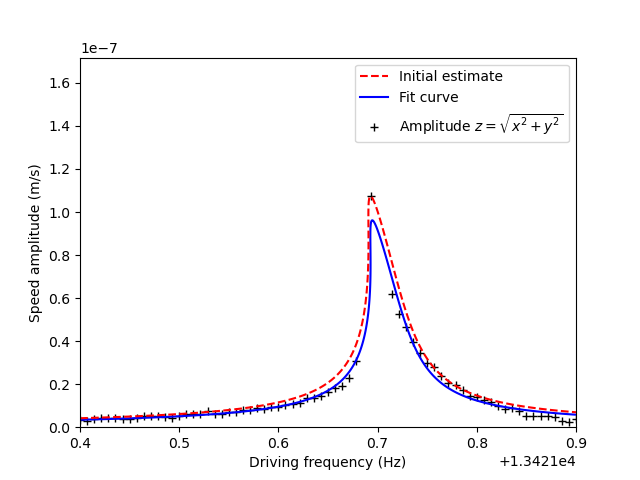 1e−7
Initial estimate
Fit curve
Amplitude z = √x² + y²
1.6
1.4
1.2
1.0
0.8
0.6
0.4
0.2
0.0
Speed amplitude (m/s)
0.4 0.5 0.6 0.7 0.8 0.9
Driving frequency (Hz)
+1.3421e4